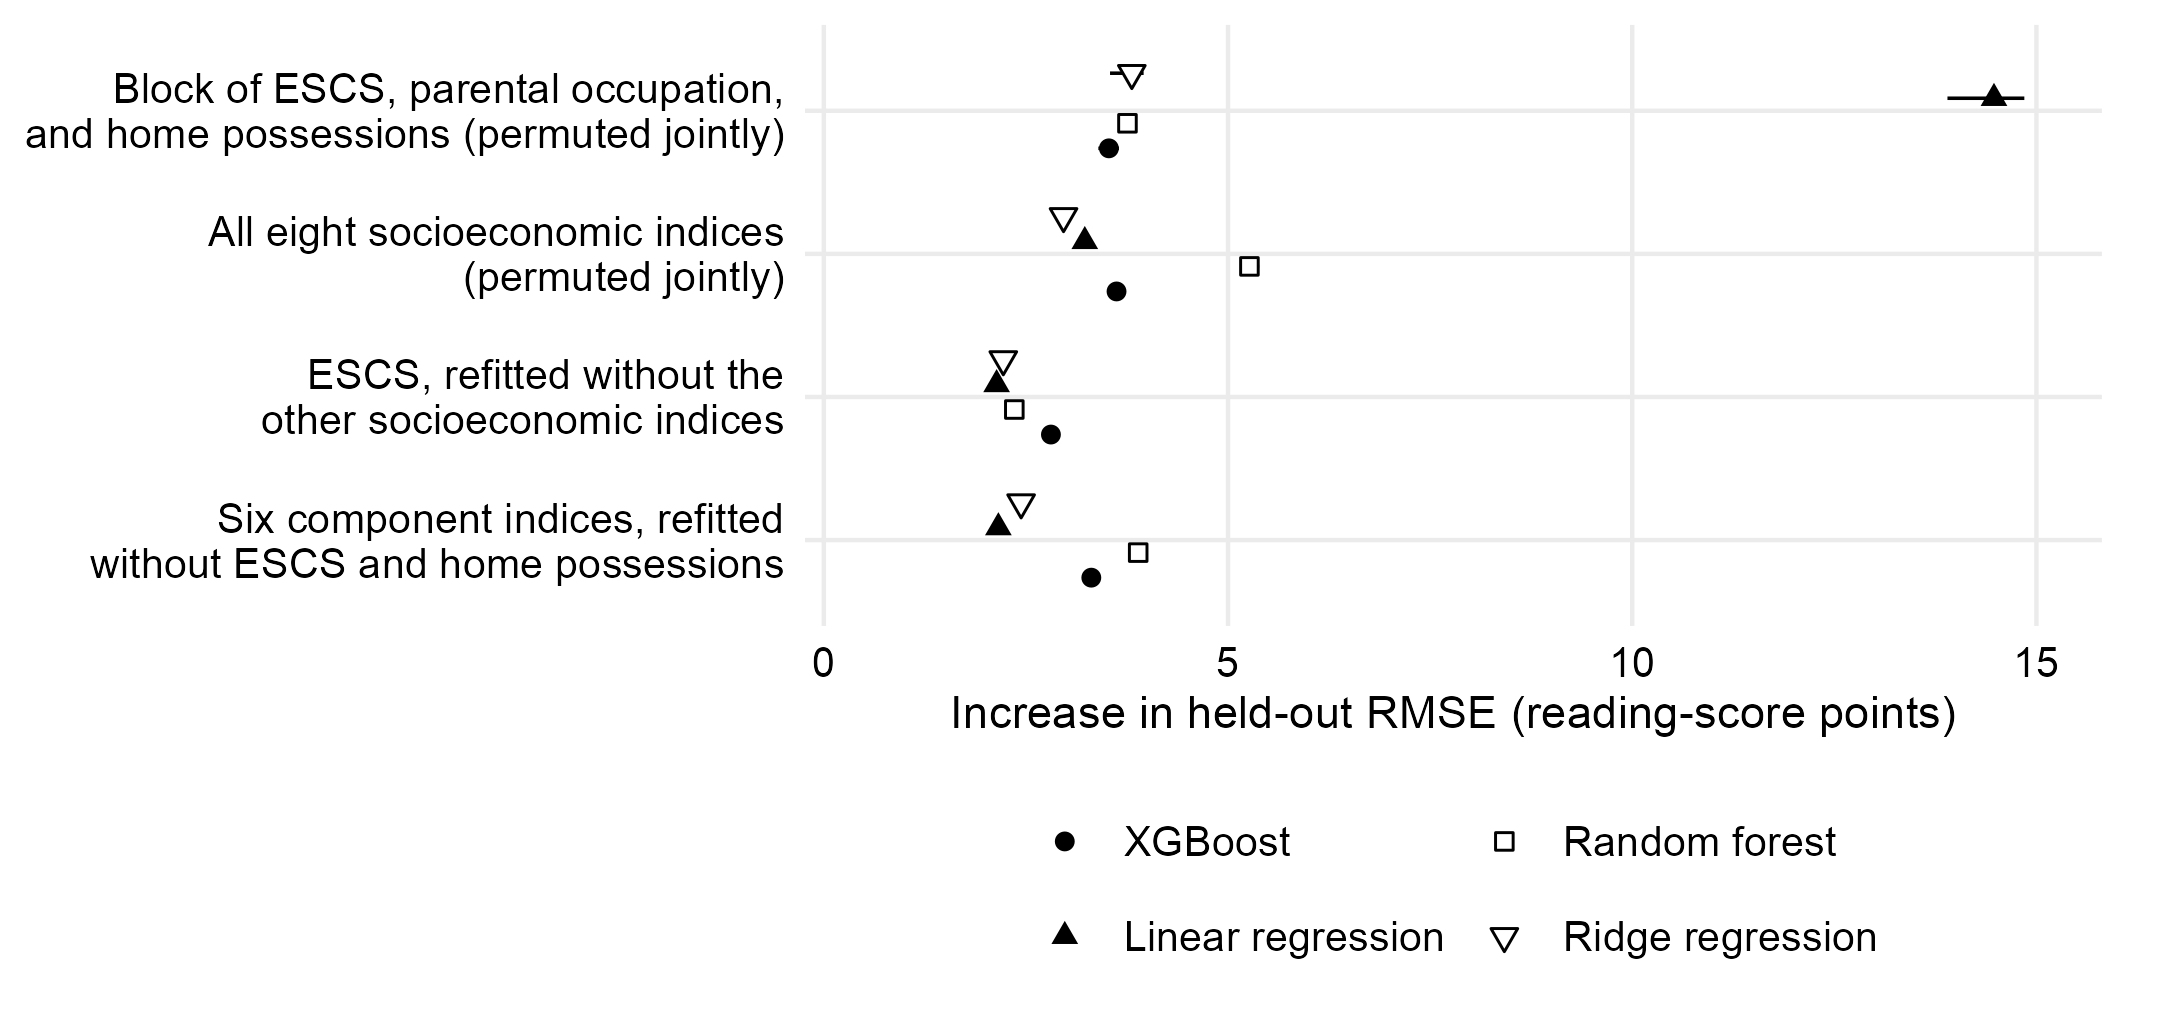 Block of ESCS, parental occupation,
and home possessions (permuted jointly)
All eight socioeconomic indices
(permuted jointly)
ESCS, refitted without the
other socioeconomic indices
Six component indices, refitted
without ESCS and home possessions
0 5 10 15
Increase in held-out RMSE (reading-score points)
XGBoost Random forest
Linear regression Ridge regression